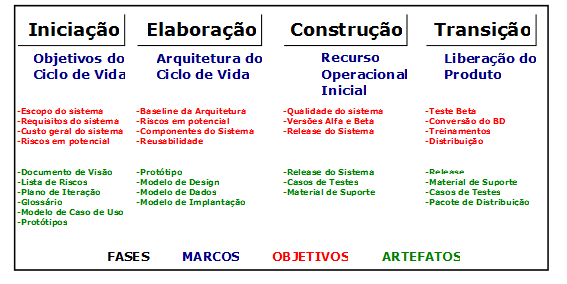 Iniciação
Objetivos do
Ciclo de Vida
-Escopo do sistema
-Requisitos do sistema
-Custo geral do sistema
-Riscos em potencial
-Documento de Visão
-Lista de Riscos
-Plano de Iteração
-Glossário
-Modelo de Caso de Uso
-Protótipos
Elaboração
Arquitetura do
Ciclo de Vida
-Baseline da Arquitetura
-Riscos em potencial
-Componentes do Sistema
-Reusabilidade
-Protótipo
-Modelo de Design
-Modelo de Dados
-Modelo de Implantação
Construção
Recurso
Operacional
Inicial
-Qualidade do sistema
-Versões Alfa e Beta
-Release do Sistema
-Release do Sistema
-Casos de Testes
-Material de Suporte
Transição
Liberação do
Produto
-Teste Beta
-Conversão do BD
-Treinamentos
-Distribuição
-Release
-Material de Suporte
-Casos de Testes
-Pacote de Distribuição
FASES MARCOS OBJETIVOS ARTEFATOS